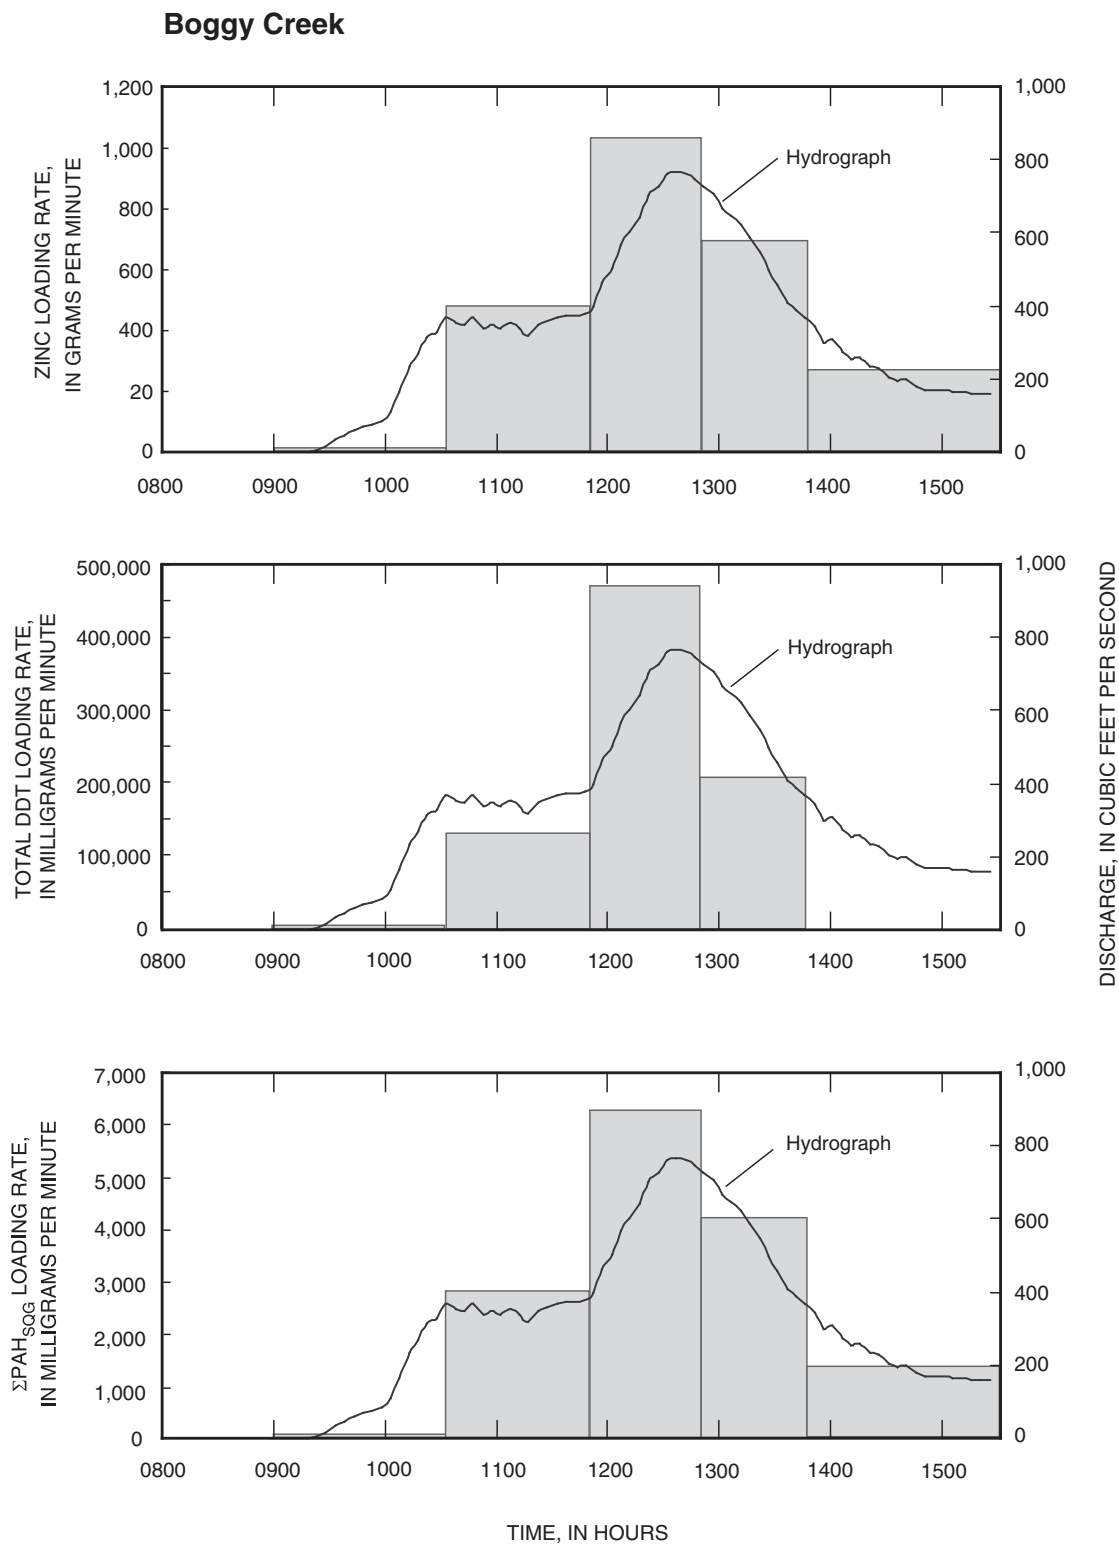 Boggy Creek
ZINC LOADING RATE,
IN GRAMS PER MINUTE
1,200
1,000
800
600
400
20
0
1,000
800
600
400
200
0
Hydrograph
0800 0900 1000 1100 1200 1300 1400 1500
TOTAL DDT LOADING RATE,
IN MILLIGRAMS PER MINUTE
500,000
400,000
300,000
200,000
100,000
0
1,000
800
600
400
200
0
Hydrograph
0800 0900 1000 1100 1200 1300 1400 1500
DISCHARGE, IN CUBIC FEET PER SECOND
ΣPAHSQG LOADING RATE,
IN MILLIGRAMS PER MINUTE
7,000
6,000
5,000
4,000
3,000
2,000
1,000
0
1,000
800
600
400
200
0
Hydrograph
0800 0900 1000 1100 1200 1300 1400 1500
TIME, IN HOURS